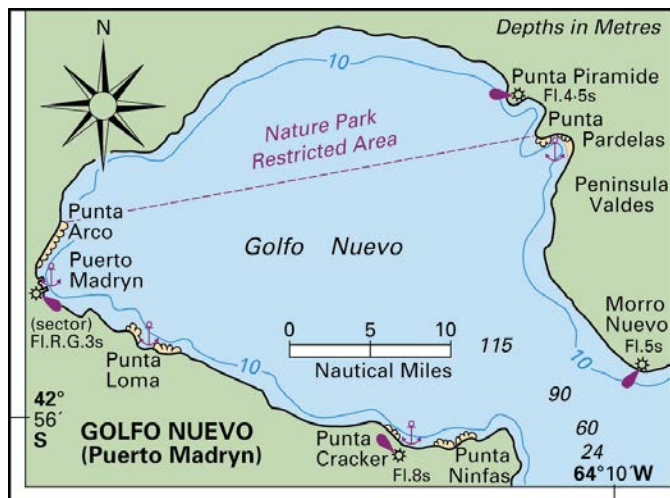 N
Depths in Metres
10
Punta Piramide
Fl.4·5s
Punta
Pardelas
Nature Park
Restricted Area
Peninsula
Valdes
Punta
Arco
Golfo Nuevo
Puerto
Madryn
(sector)
Fl.R.G.3s
Punta
Loma
10
0 5 10
Nautical Miles
115
Morro
Nuevo
Fl.5s
10
90
60
24
42°
56′
S
GOLFO NUEVO
(Puerto Madryn)
Punta
Cracker
Fl.8s
Punta
Ninfas
64°10′W